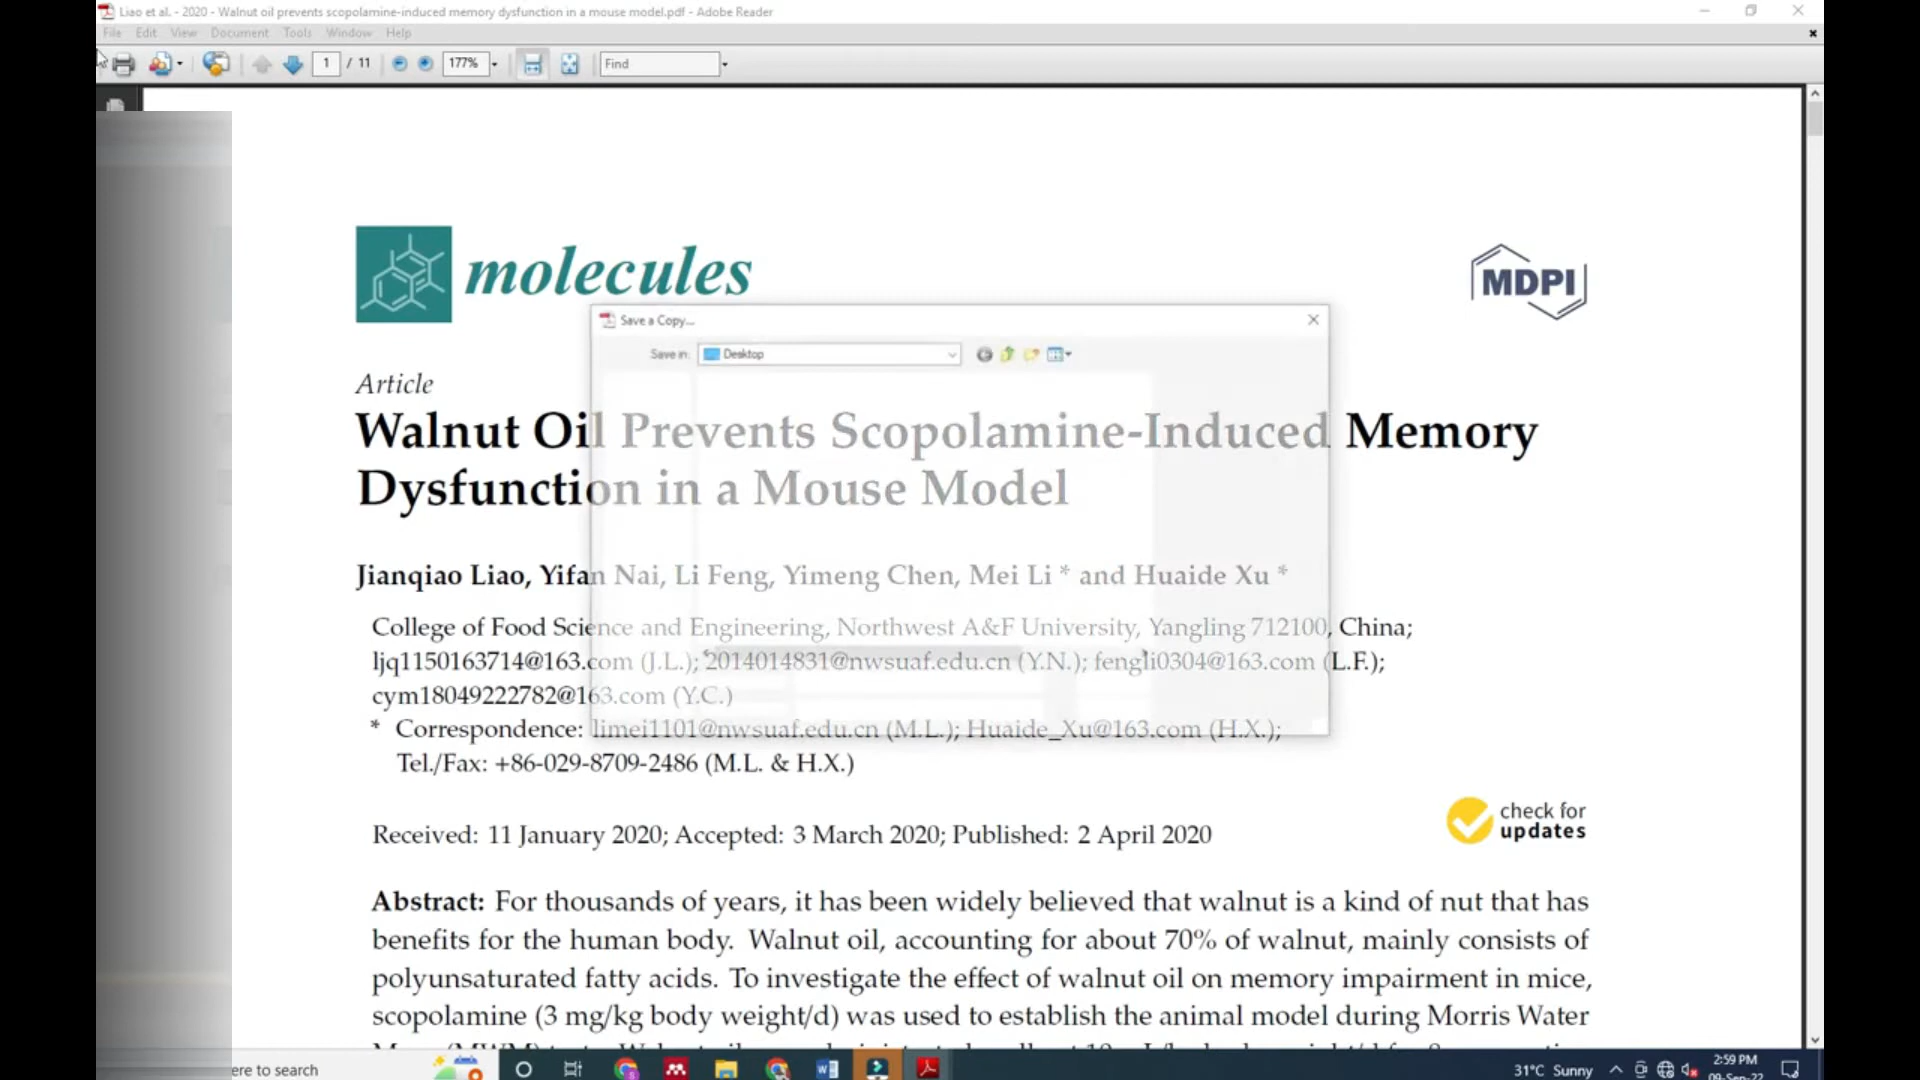 Liao et al. - 2020 - Walnut oil prevents scopolamine-induced memory dysfunction in a mouse model.pdf - Adobe Reader
File Edit View Document Tools Window Help
1 / 11 177% Find
molecules
MDPI
Save a Copy...
Save in: Desktop
Article
Walnut Oil Prevents Scopolamine-Induced Memory
Dysfunction in a Mouse Model
Jianqiao Liao, Yifan Nai, Li Feng, Yimeng Chen, Mei Li * and Huaide Xu *
College of Food Science and Engineering, Northwest A&F University, Yangling 712100, China;
ljq1150163714@163.com (J.L.); 2014014831@nwsuaf.edu.cn (Y.N.); fengli0304@163.com (L.F.);
cym18049222782@163.com (Y.C.)
* Correspondence: limei1101@nwsuaf.edu.cn (M.L.); Huaide_Xu@163.com (H.X.);
Tel./Fax: +86-029-8709-2486 (M.L. & H.X.)
check for
updates
Received: 11 January 2020; Accepted: 3 March 2020; Published: 2 April 2020
Abstract: For thousands of years, it has been widely believed that walnut is a kind of nut that has
benefits for the human body. Walnut oil, accounting for about 70% of walnut, mainly consists of
polyunsaturated fatty acids. To investigate the effect of walnut oil on memory impairment in mice,
scopolamine (3 mg/kg body weight/d) was used to establish the animal model during Morris Water
ere to search
31°C Sunny
2:59 PM
09-Sep-22